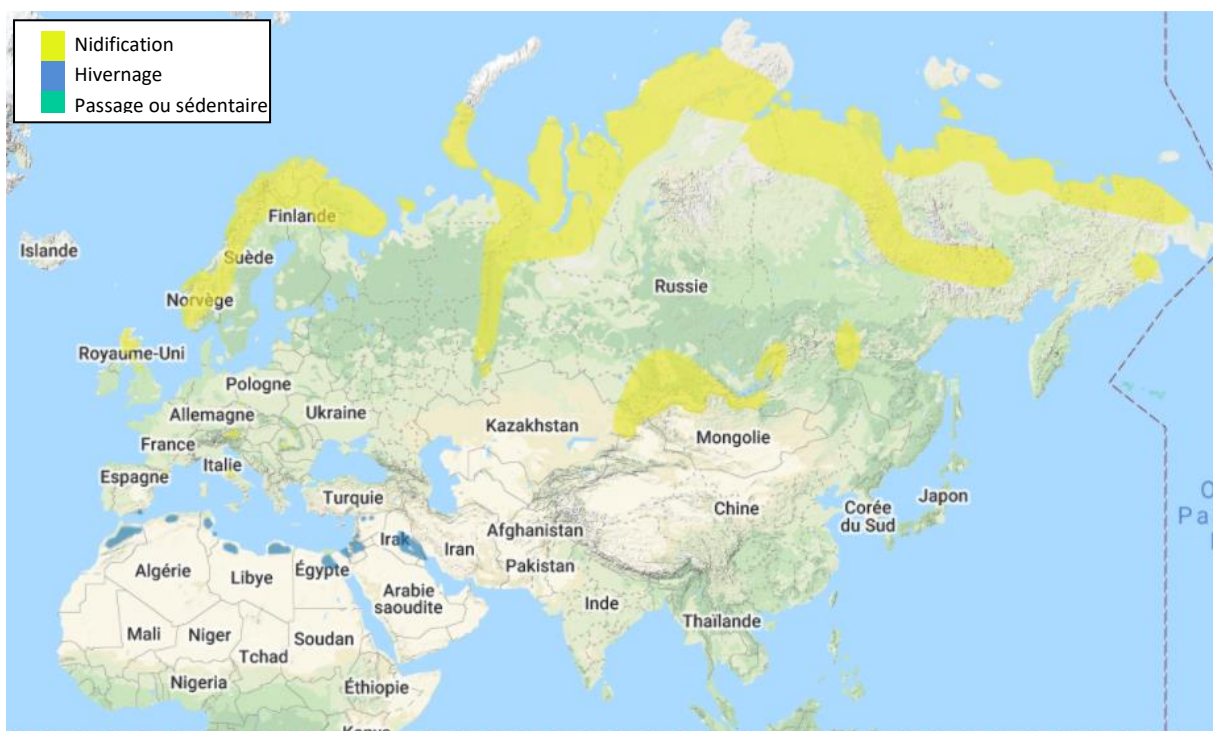 Nidification
Hivernage
Passage ou sédentaire
Finlande
Islande
Suède
Russie
Norvège
Royaume-Uni
Pologne
Allemagne
Ukraine
Kazakhstan
France
Mongolie
Italie
Espagne
Turquie
Japon
Chine
Corée
du Sud
Afghanistan
Irak
Iran
Pakistan
Algérie
Libye
Égypte
Arabie
saoudite
Inde
Thaïlande
Mali
Niger
Soudan
Tchad
Nigeria
Éthiopie